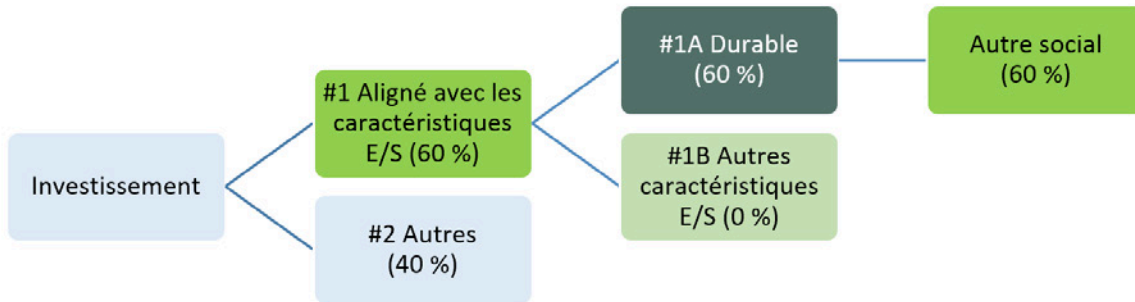 Investissement
#1 Aligné avec les
caractéristiques
E/S (60 %)
#2 Autres
(40 %)
#1A Durable
(60 %)
#1B Autres
caractéristiques
E/S (0 %)
Autre social
(60 %)